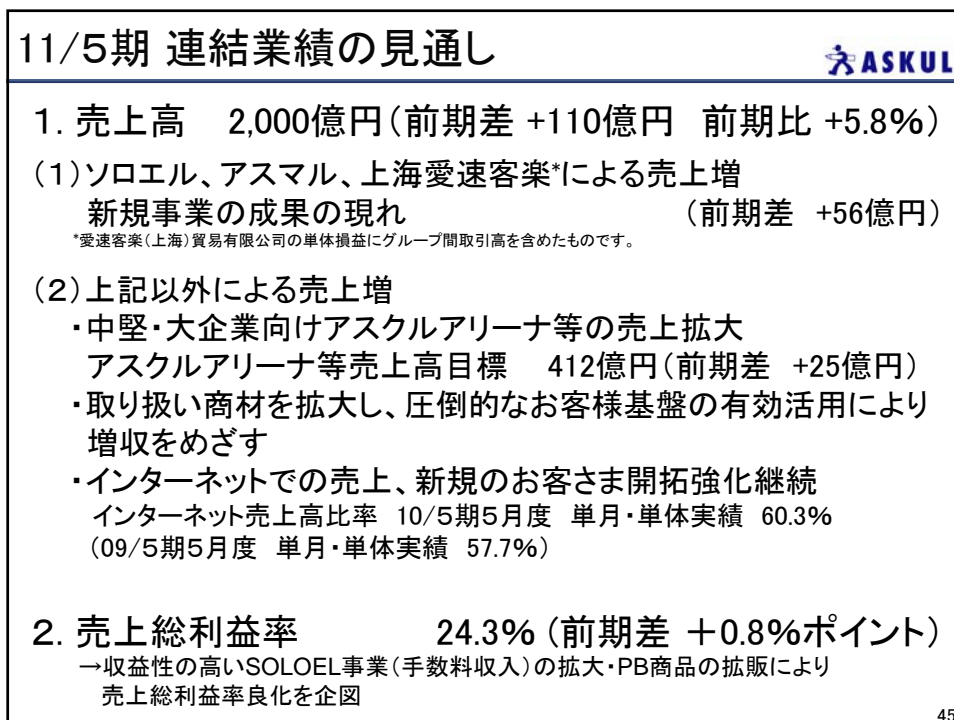 11/5期 連結業績の見通し
ASKUL
1. 売上高 2,000億円(前期差 +110億円 前期比 +5.8%)
(1)ソロエル、アスマル、上海愛速客楽*による売上増
新規事業の成果の現れ (前期差 +56億円)
*愛速客楽(上海)貿易有限公司の単体損益にグループ間取引高を含めたものです。
(2)上記以外による売上増
・中堅・大企業向けアスクルアリーナ等の売上拡大
アスクルアリーナ等売上高目標 412億円(前期差 +25億円)
・取り扱い商材を拡大し、圧倒的なお客様基盤の有効活用により
増収をめざす
・インターネットでの売上、新規のお客さま開拓強化継続
インターネット売上高比率 10/5期5月度 単月・単体実績 60.3%
(09/5期5月度 単月・単体実績 57.7%)
2. 売上総利益率 24.3% (前期差 +0.8%ポイント)
→収益性の高いSOLOEL事業(手数料収入)の拡大・PB商品の拡販により
売上総利益率良化を企図
45